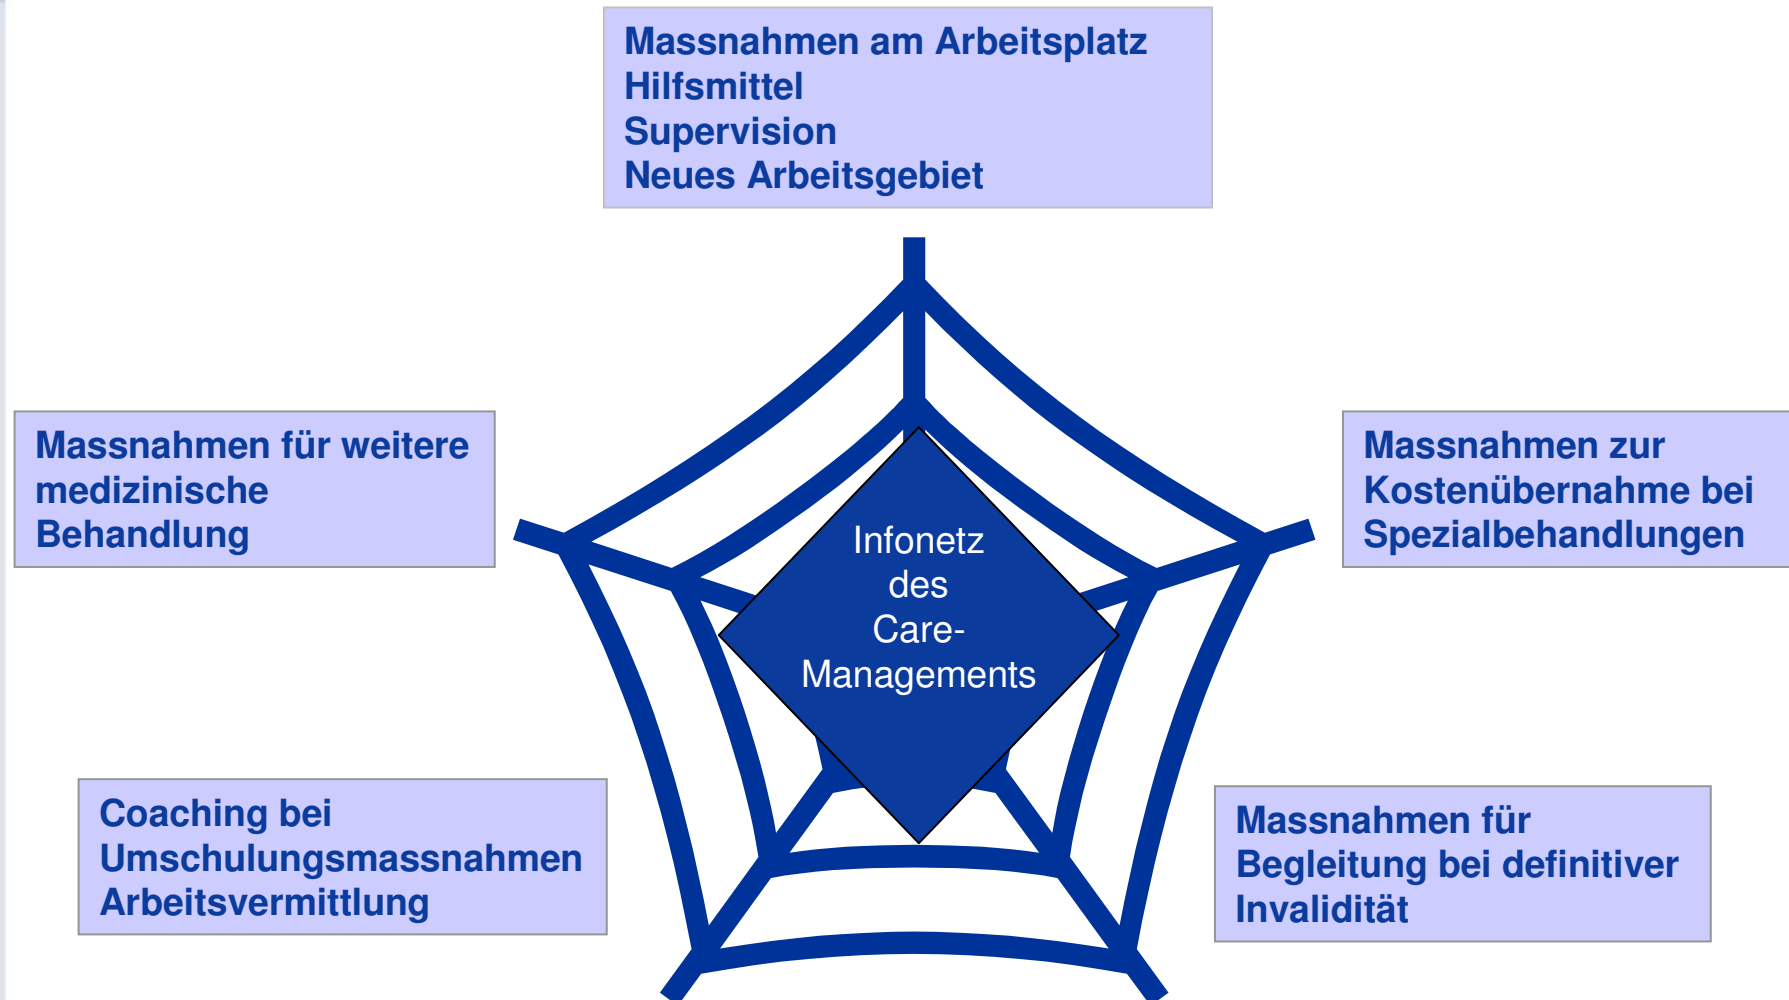 Massnahmen am Arbeitsplatz
Hilfsmittel
Supervision
Neues Arbeitsgebiet
Massnahmen für weitere
medizinische
Behandlung
Massnahmen zur
Kostenübernahme bei
Spezialbehandlungen
Infonetz
des
Care-
Managements
Coaching bei
Umschulungsmassnahmen
Arbeitsvermittlung
Massnahmen für
Begleitung bei definitiver
Invalidität